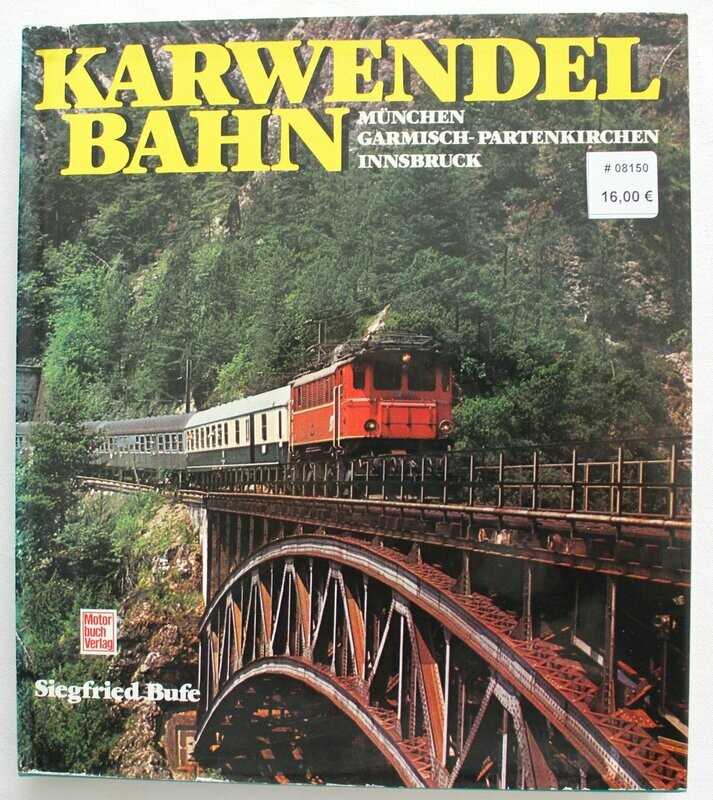 KARWENDEL
BAHN
MÜNCHEN
GARMISCH-PARTENKIRCHEN
INNSBRUCK
# 08150
16,00 €
Motor
buch
Verlag
Siegfried Bufe